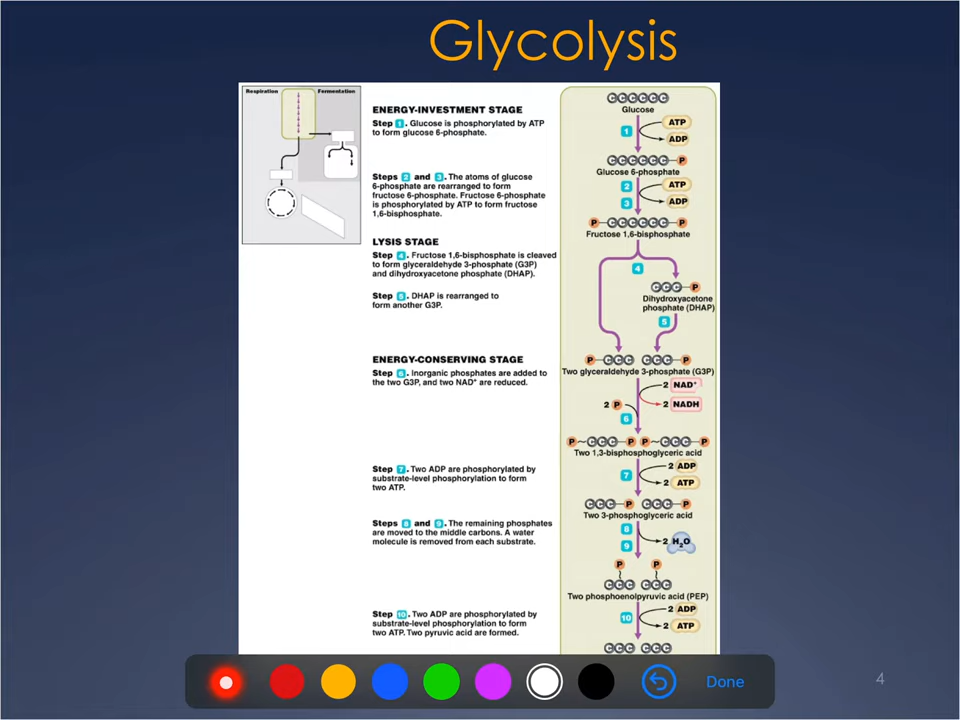 Glycolysis
Respiration
Fermentation
ENERGY-INVESTMENT STAGE
Step 1. Glucose is phosphorylated by ATP
to form glucose 6-phosphate.
Steps 2 and 3. The atoms of glucose
6-phosphate are rearranged to form
fructose 6-phosphate. Fructose 6-phosphate
is phosphorylated by ATP to form fructose
1,6-bisphosphate.
LYSIS STAGE
Step 4. Fructose 1,6-bisphosphate is cleaved
to form glyceraldehyde 3-phosphate (G3P)
and dihydroxyacetone phosphate (DHAP).
Step 5. DHAP is rearranged to
form another G3P.
ENERGY-CONSERVING STAGE
Step 6. Inorganic phosphates are added to
the two G3P, and two NAD⁺ are reduced.
Step 7. Two ADP are phosphorylated by
substrate-level phosphorylation to form
two ATP.
Steps 8 and 9. The remaining phosphates
are moved to the middle carbons. A water
molecule is removed from each substrate.
Step 10. Two ADP are phosphorylated by
substrate-level phosphorylation to form
two ATP. Two pyruvic acid are formed.
C C C C C C
Glucose
ATP
1
ADP
C C C C C C P
Glucose 6-phosphate
2
ATP
3
ADP
P C C C C C C P
Fructose 1,6-bisphosphate
4
C C C P
Dihydroxyacetone
phosphate (DHAP)
5
P C C C C C C P
Two glyceraldehyde 3-phosphate (G3P)
2 NAD⁺
2 P
2 NADH
6
P ~ C C C P P ~ C C C P
Two 1,3-bisphosphoglyceric acid
2 ADP
7
2 ATP
C C C P C C C P
Two 3-phosphoglyceric acid
8
9
2 H₂O
P P
~ ~
C C C C C C
Two phosphoenolpyruvic acid (PEP)
2 ADP
10
2 ATP
C C C C C C
Done
4